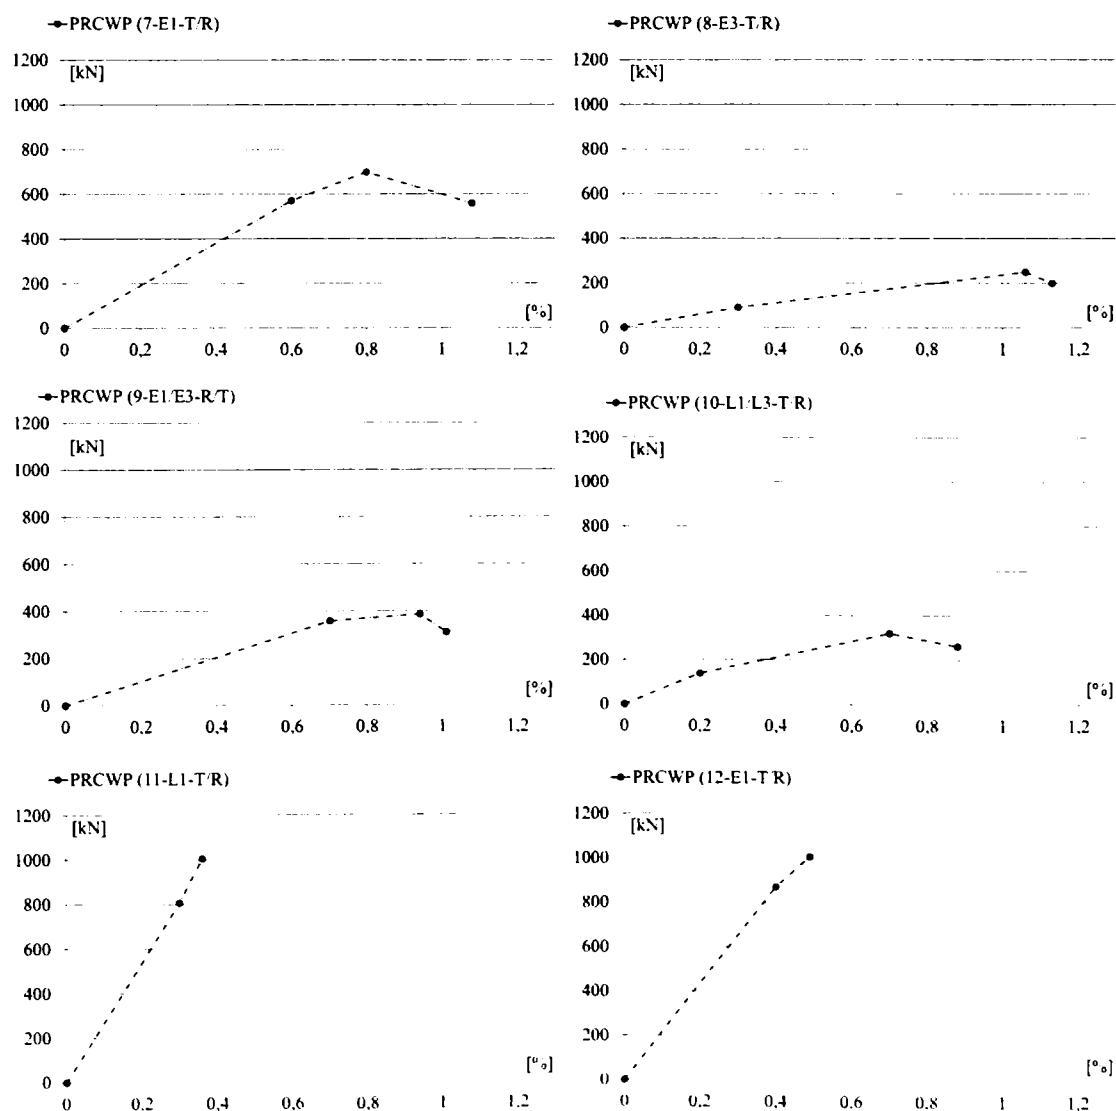 PRCWP (7-E1-T/R)
[kN]
1200
1000
800
600
400
200
0
[%]
0 0,2 0,4 0,6 0,8 1 1,2
PRCWP (8-E3-T/R)
[kN]
1200
1000
800
600
400
200
0
[%]
0 0,2 0,4 0,6 0,8 1 1,2
PRCWP (9-E1/E3-R/T)
[kN]
1200
1000
800
600
400
200
0
[%]
0 0,2 0,4 0,6 0,8 1 1,2
PRCWP (10-L1/L3-T/R)
[kN]
1200
1000
800
600
400
200
0
[%]
0 0,2 0,4 0,6 0,8 1 1,2
PRCWP (11-L1-T/R)
[kN]
1200
1000
800
600
400
200
0
[%]
0 0,2 0,4 0,6 0,8 1 1,2
PRCWP (12-E1-T/R)
[kN]
1200
1000
800
600
400
200
0
[%]
0 0,2 0,4 0,6 0,8 1 1,2